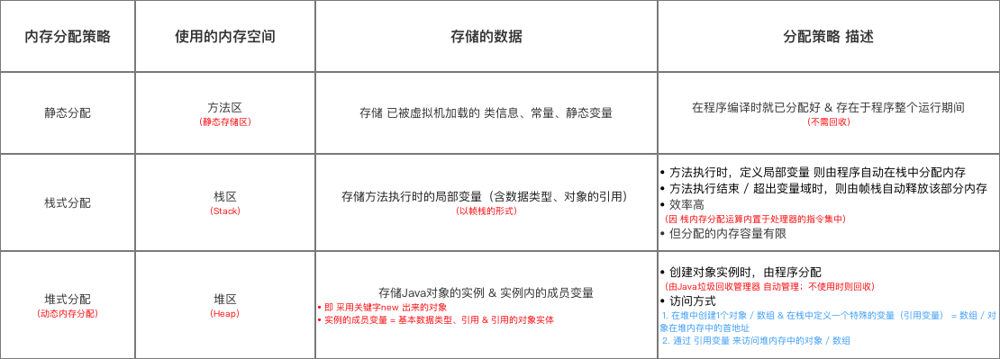 内存分配策略
使用的内存空间
存储的数据
分配策略 描述
静态分配
方法区
（静态存储区）
存储 已被虚拟机加载的 类信息、常量、静态变量
在程序编译时就已分配好 & 存在于程序整个运行期间
（不需回收）
栈式分配
栈区
（Stack）
存储方法执行时的局部变量（含数据类型、对象的引用）
（以帧栈的形式）
• 方法执行时，定义局部变量 则由程序自动在栈中分配内存
• 方法执行结束 / 超出变量域时，则由帧栈自动释放该部分内存
• 效率高
（因 栈内存分配运算内置于处理器的指令集中）
• 但分配的内存容量有限
堆式分配
（动态内存分配）
堆区
（Heap）
存储Java对象的实例 & 实例内的成员变量
• 即 采用关键字new 出来的对象
• 实例的成员变量 = 基本数据类型、引用 & 引用的对象实体
• 创建对象实例时，由程序分配
（由Java垃圾回收管理器 自动管理；不使用时则回收）
• 访问方式
1. 在堆中创建1个对象 / 数组 & 在栈中定义一个特殊的变量（引用变量） = 数组 / 对
象在堆内存中的首地址
2. 通过 引用变量 来访问堆内存中的对象 / 数组